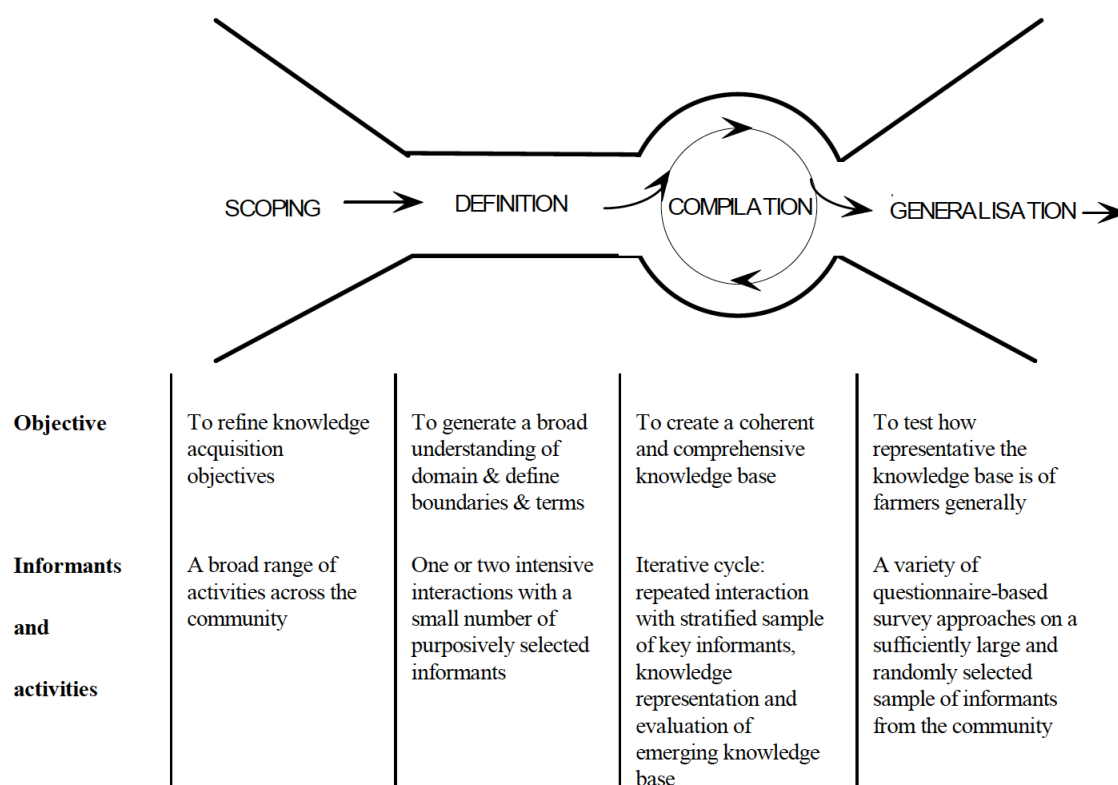 SCOPING
DEFINITION
COMPILATION
GENERALISATION
Objective
To refine knowledge
acquisition
objectives
To generate a broad
understanding of
domain & define
boundaries & terms
To create a coherent
and comprehensive
knowledge base
To test how
representative the
knowledge base is of
farmers generally
Informants
and
activities
A broad range of
activities across the
community
One or two intensive
interactions with a
small number of
purposively selected
informants
Iterative cycle:
repeated interaction
with stratified sample
of key informants,
knowledge
representation and
evaluation of
emerging knowledge
base
A variety of
questionnaire-based
survey approaches on a
sufficiently large and
randomly selected
sample of informants
from the community